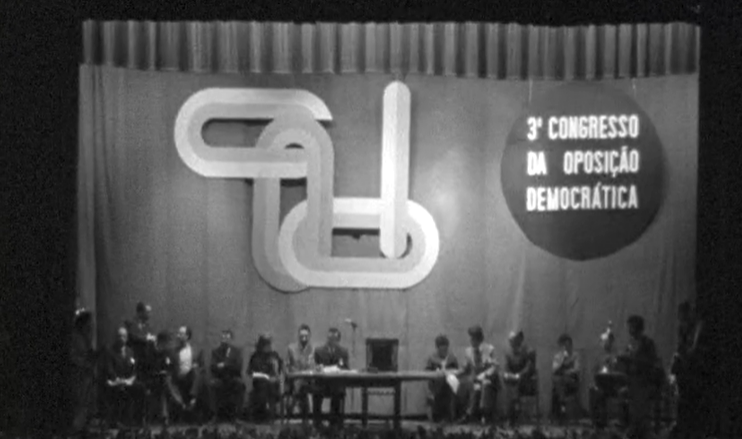 3º CONGRESSO
DA OPOSIÇÃO
DEMOCRÁTICA